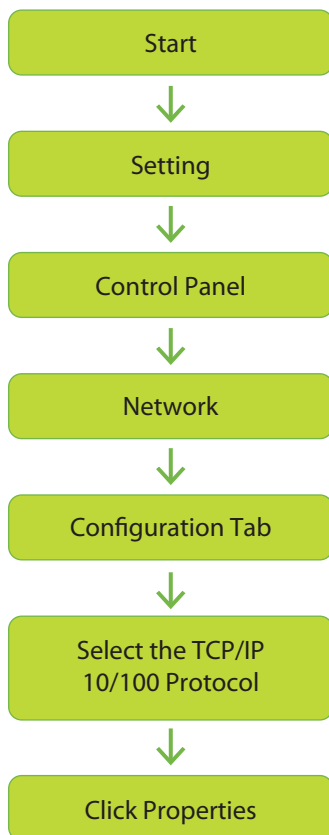 Start
Setting
Control Panel
Network
Configuration Tab
Select the TCP/IP
10/100 Protocol
Click Properties